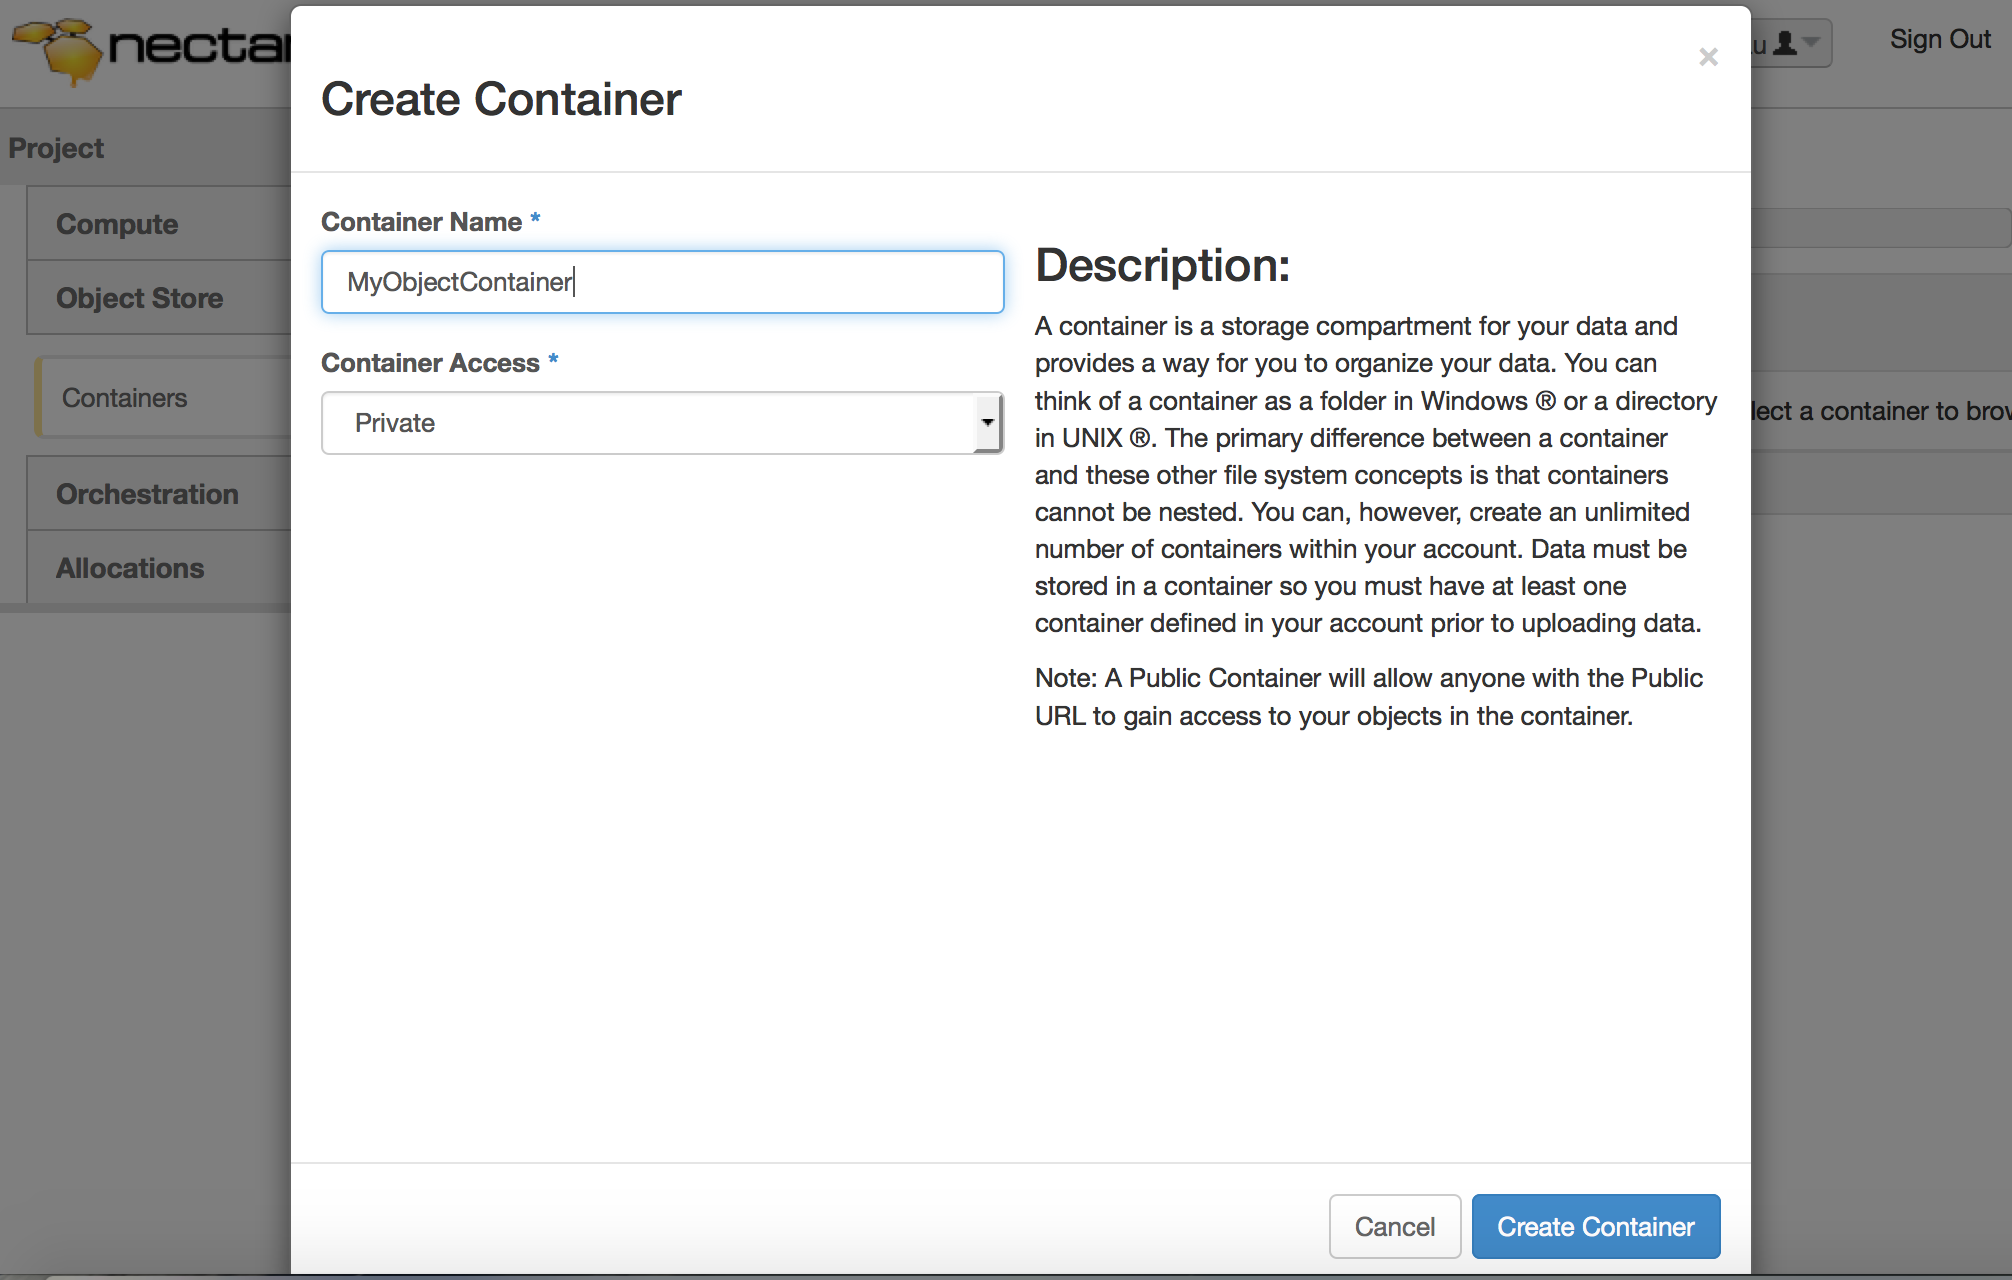 nectar
Sign Out
Create Container
×
Project
Compute
Object Store
Containers
Orchestration
Allocations
Container Name *
MyObjectContainer
Container Access *
Private
Description:
A container is a storage compartment for your data and
provides a way for you to organize your data. You can
think of a container as a folder in Windows ® or a directory
in UNIX ®. The primary difference between a container
and these other file system concepts is that containers
cannot be nested. You can, however, create an unlimited
number of containers within your account. Data must be
stored in a container so you must have at least one
container defined in your account prior to uploading data.
Note: A Public Container will allow anyone with the Public
URL to gain access to your objects in the container.
a container to
Cancel
Create Container